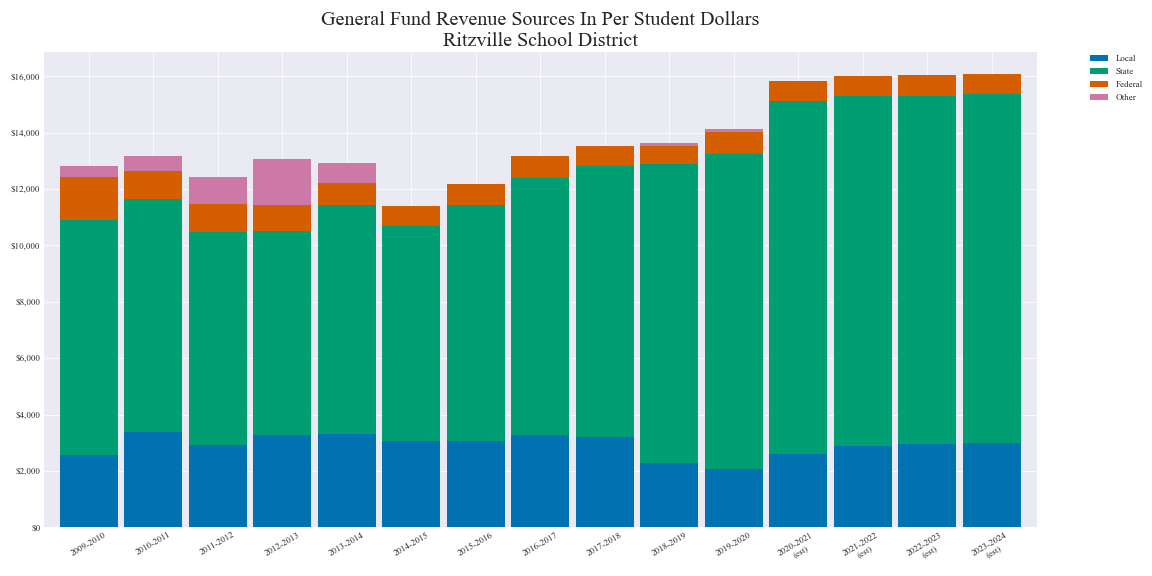 General Fund Revenue Sources In Per Student Dollars
Ritzville School District
Local
State
Federal
Other
$16,000
$14,000
$12,000
$10,000
$8,000
$6,000
$4,000
$2,000
$0
2009-2010
2010-2011
2011-2012
2012-2013
2013-2014
2014-2015
2015-2016
2016-2017
2017-2018
2018-2019
2019-2020
2020-2021
(est)
2021-2022
(est)
2022-2023
(est)
2023-2024
(est)